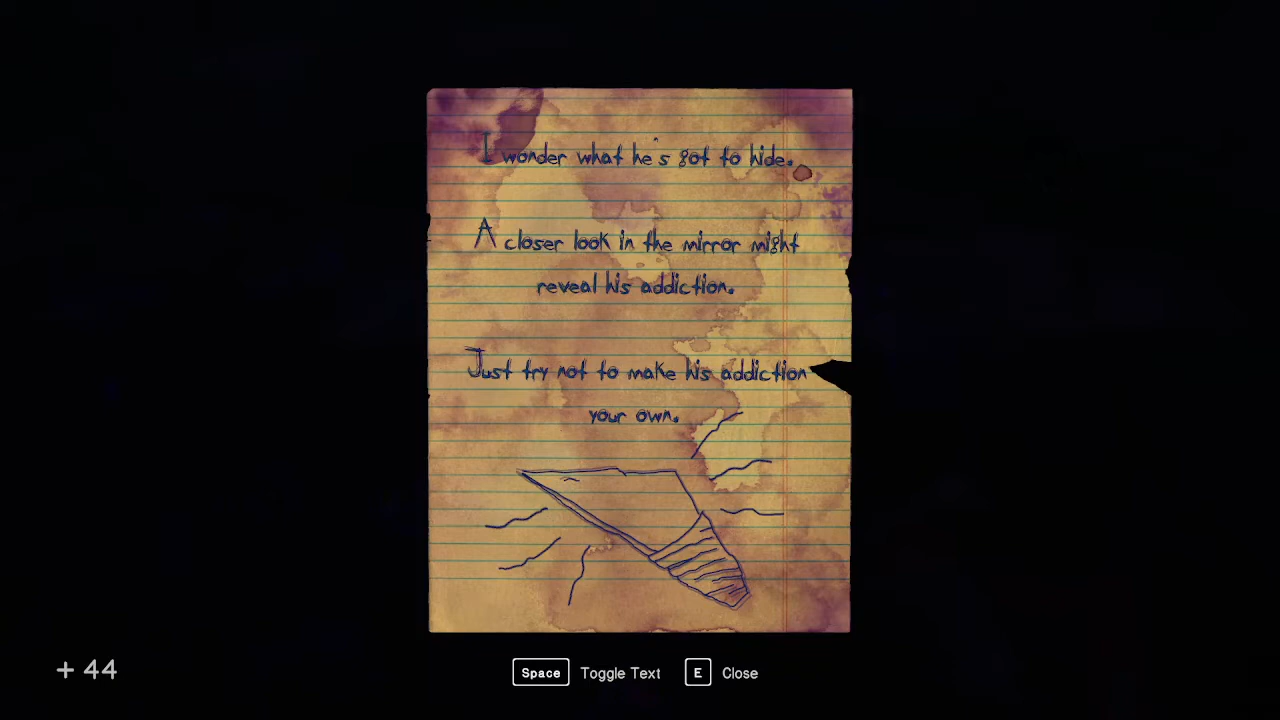 I wonder what he's got to hide.
A closer look in the mirror might
reveal his addiction.
Just try not to make his addiction
your own.
+ 44
Space Toggle Text E Close